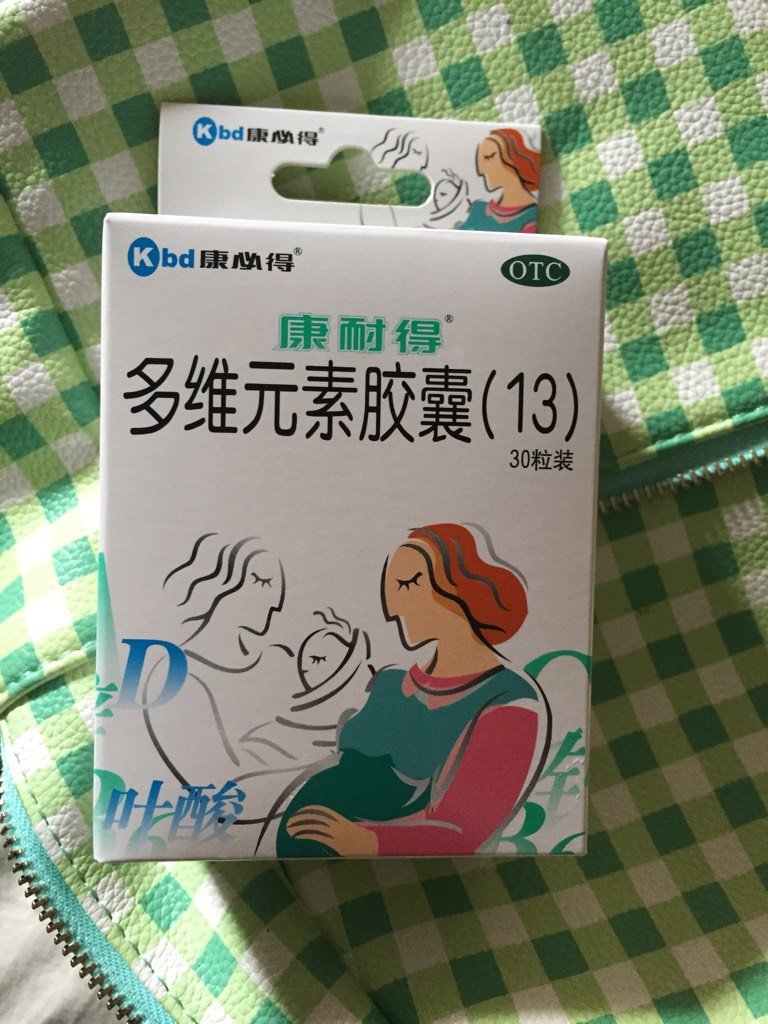 Kbd康必得®
Kbd康必得®
OTC
康耐得®
多维元素胶囊(13)
30粒装
D
叶酸